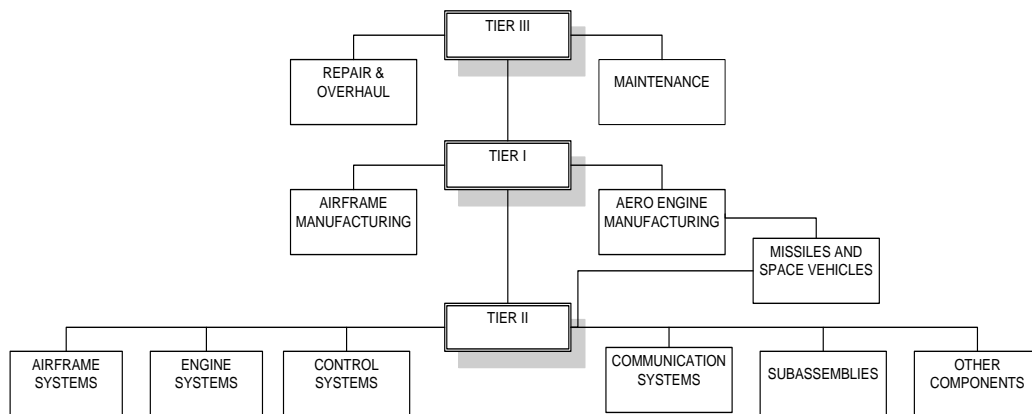 TIER III
REPAIR &
OVERHAUL
MAINTENANCE
TIER I
AIRFRAME
MANUFACTURING
AERO ENGINE
MANUFACTURING
MISSILES AND
SPACE VEHICLES
TIER II
AIRFRAME
SYSTEMS
ENGINE
SYSTEMS
CONTROL
SYSTEMS
COMMUNICATION
SYSTEMS
SUBASSEMBLIES
OTHER
COMPONENTS